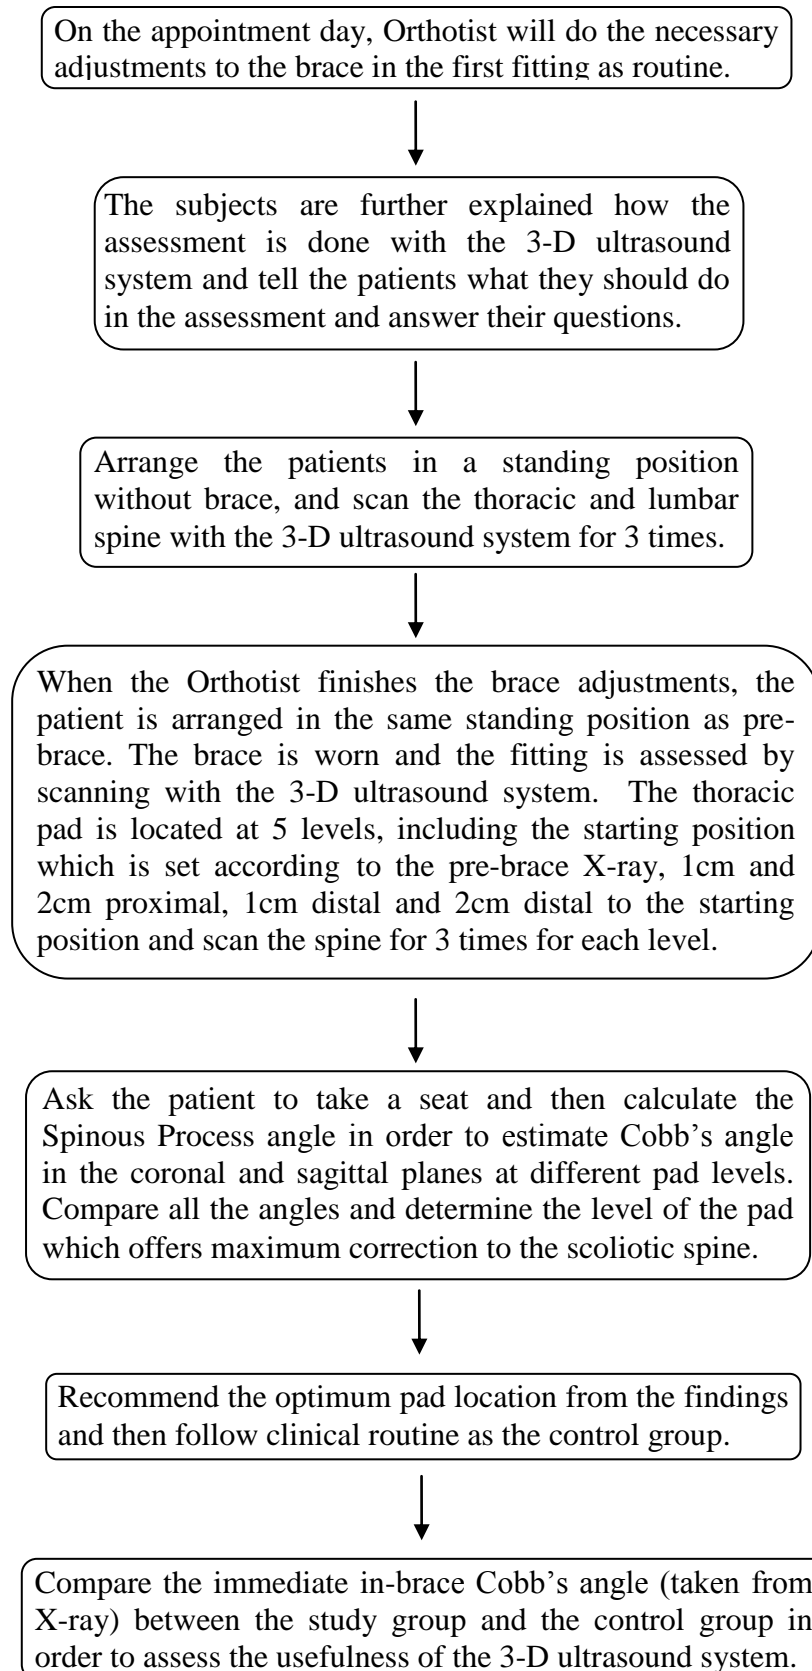 On the appointment day, Orthotist will do the necessary
adjustments to the brace in the first fitting as routine.
The subjects are further explained how the
assessment is done with the 3-D ultrasound
system and tell the patients what they should do
in the assessment and answer their questions.
Arrange the patients in a standing position
without brace, and scan the thoracic and lumbar
spine with the 3-D ultrasound system for 3 times.
When the Orthotist finishes the brace adjustments, the
patient is arranged in the same standing position as pre-
brace. The brace is worn and the fitting is assessed by
scanning with the 3-D ultrasound system. The thoracic
pad is located at 5 levels, including the starting position
which is set according to the pre-brace X-ray, 1cm and
2cm proximal, 1cm distal and 2cm distal to the starting
position and scan the spine for 3 times for each level.
Ask the patient to take a seat and then calculate the
Spinous Process angle in order to estimate Cobb's angle
in the coronal and sagittal planes at different pad levels.
Compare all the angles and determine the level of the pad
which offers maximum correction to the scoliotic spine.
Recommend the optimum pad location from the findings
and then follow clinical routine as the control group.
Compare the immediate in-brace Cobb's angle (taken from
X-ray) between the study group and the control group in
order to assess the usefulness of the 3-D ultrasound system.